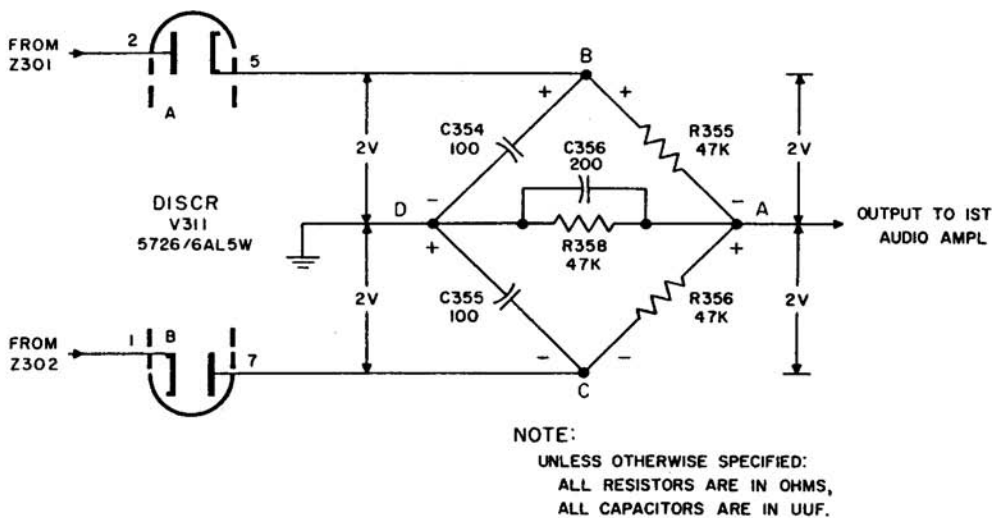 FROM
Z301
2
5
A
B
+
+
C354
100
R355
47K
C356
200
2V
2V
DISCR
V311
5726/6AL5W
D
-
-
A
OUTPUT TO IST
AUDIO AMPL
+
+
R358
47K
2V
C355
100
R356
47K
2V
FROM
Z302
1
B
7
-
-
C
NOTE:
UNLESS OTHERWISE SPECIFIED:
ALL RESISTORS ARE IN OHMS,
ALL CAPACITORS ARE IN UUF.